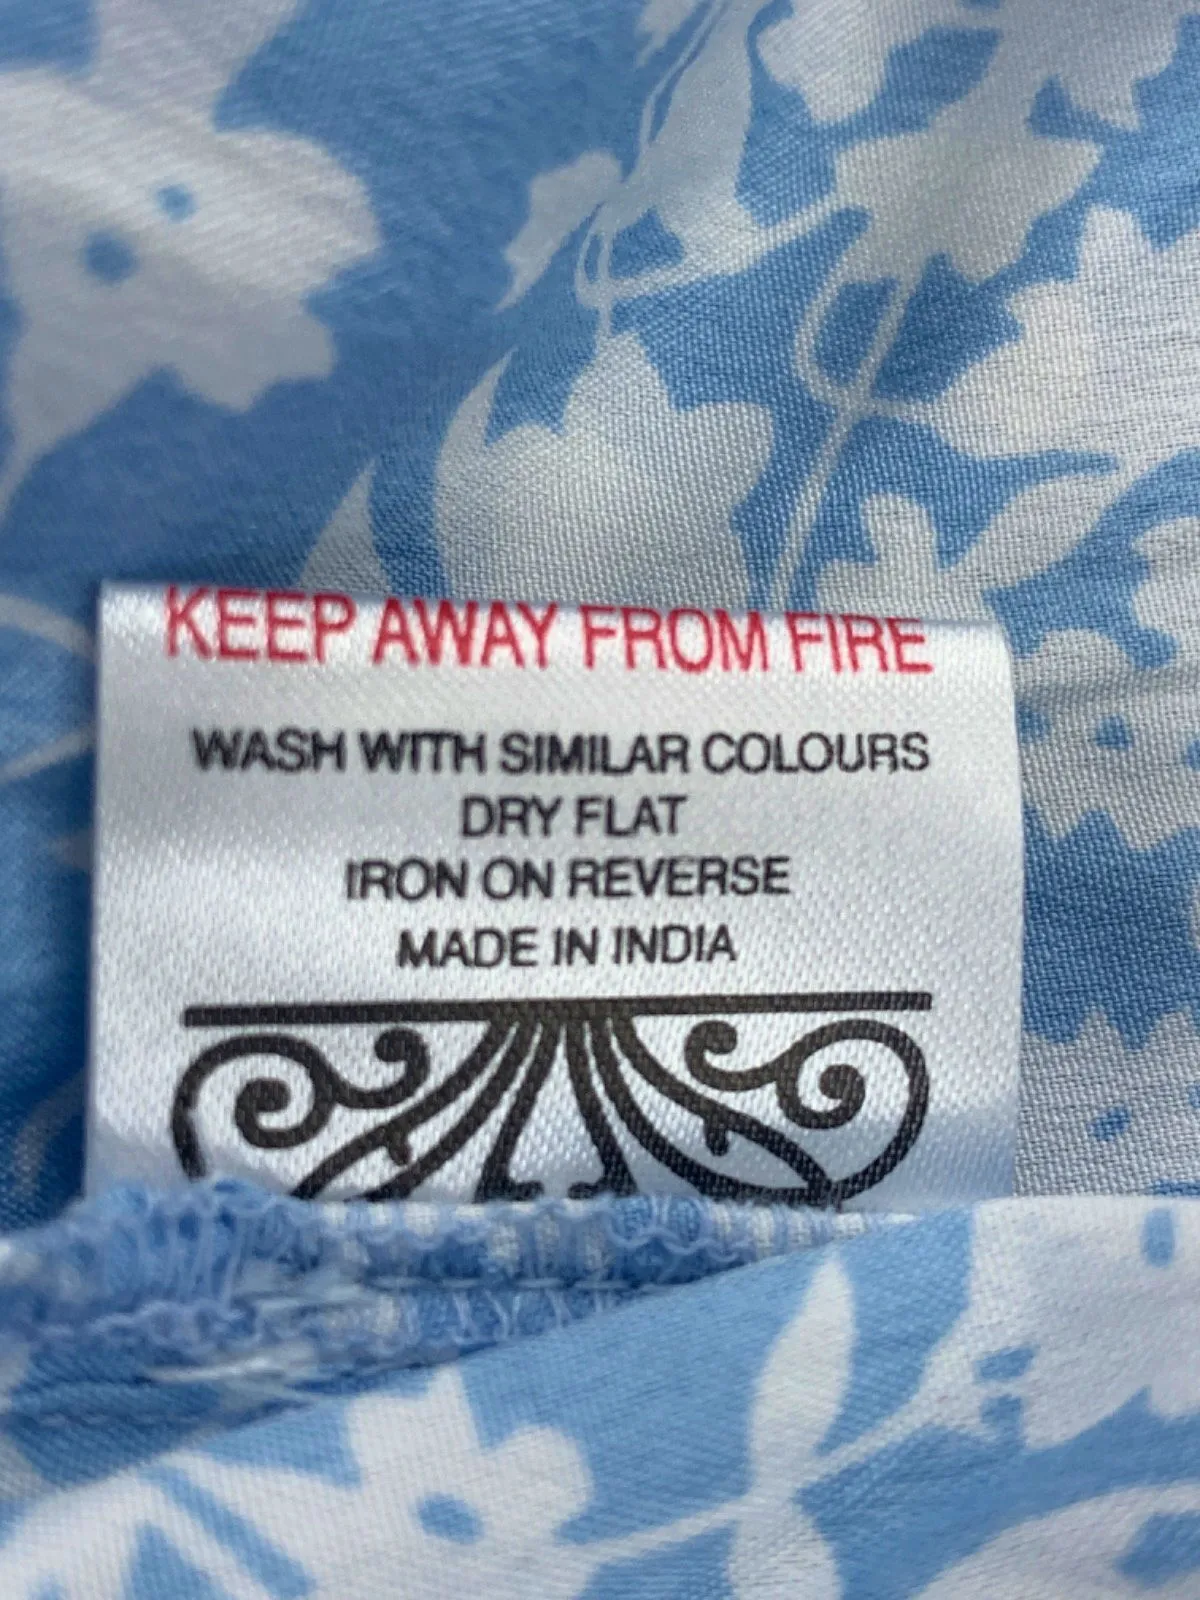 KEEP AWAY FROM FIRE
WASH WITH SIMILAR COLOURS
DRY FLAT
IRON ON REVERSE
MADE IN INDIA